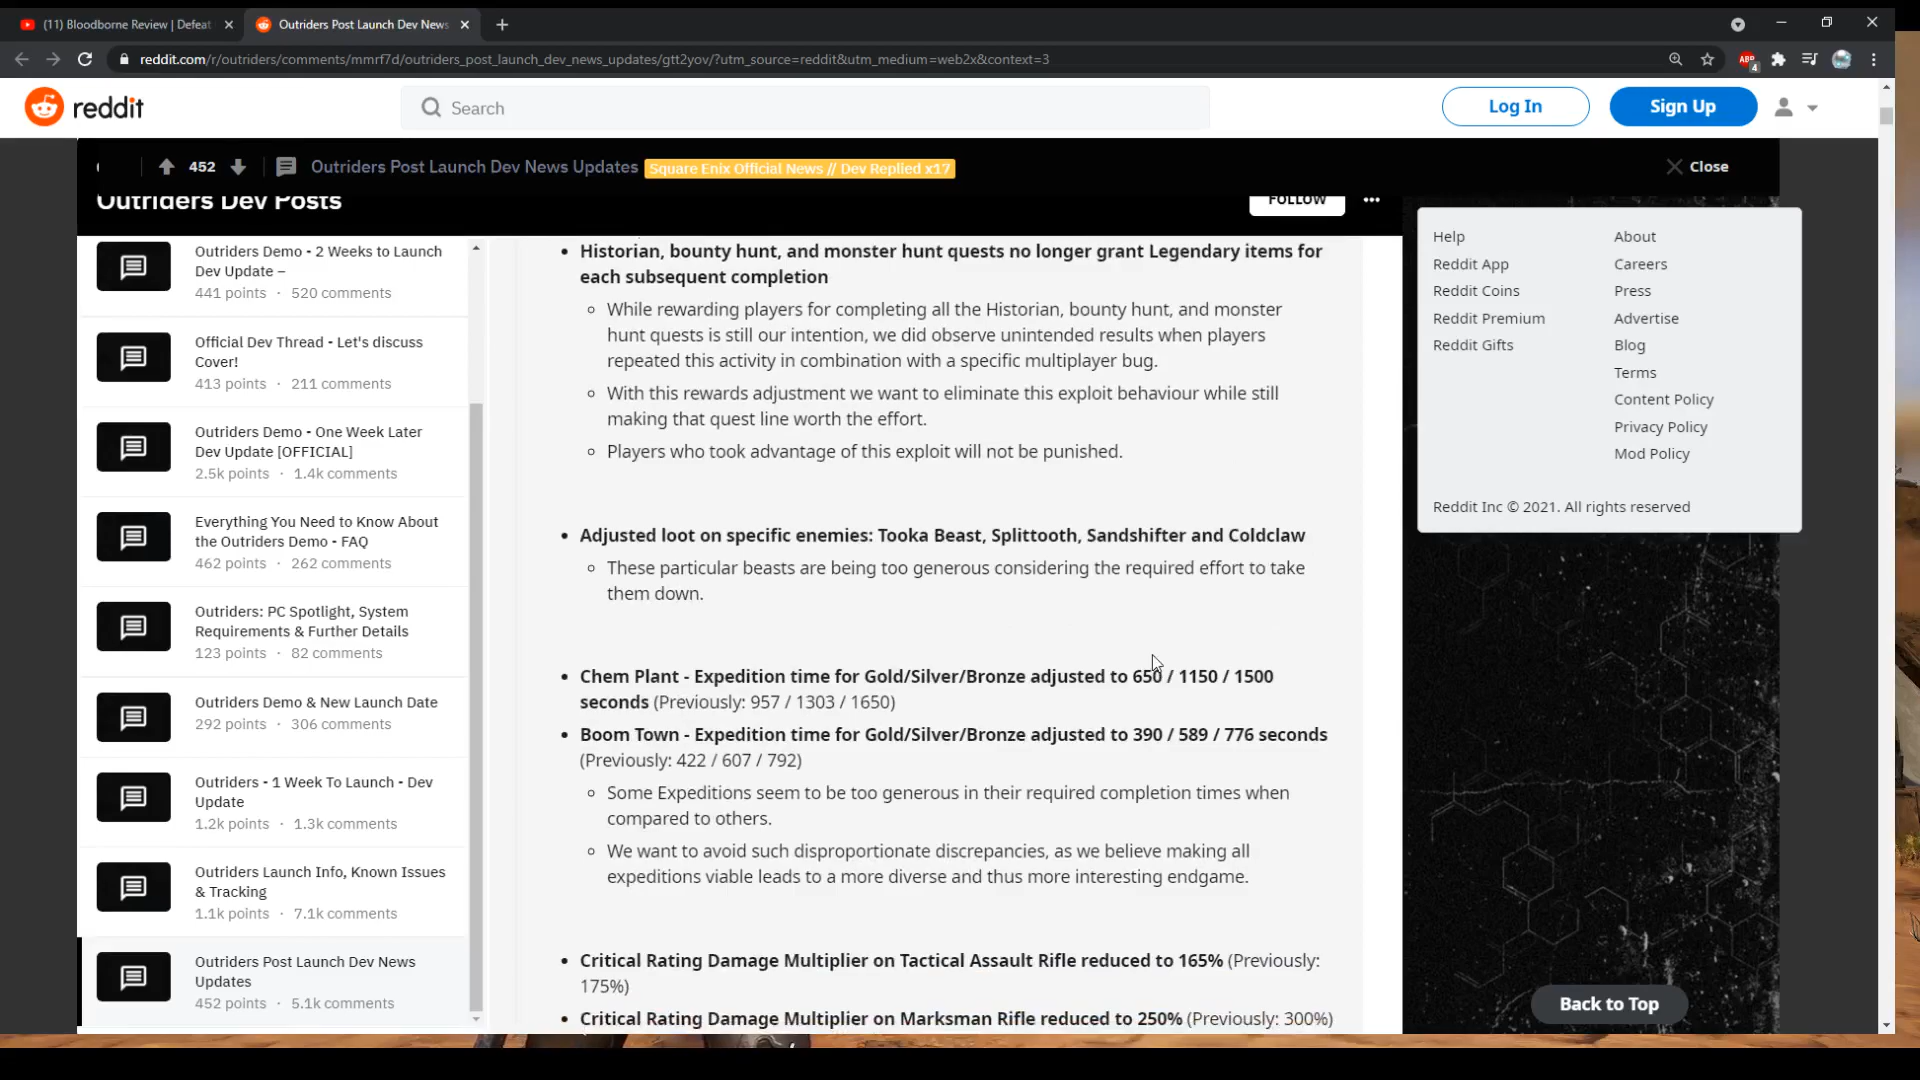 (11) Bloodborne Review | Defeat
Outriders Post Launch Dev News
reddit.com/r/outriders/comments/mmrf7d/outriders_post_launch_dev_news_updates/gtt2yov/?utm_source=reddit&utm_medium=web2x&context=3
ABP
4
reddit
Search
Log In
Sign Up
452
Outriders Post Launch Dev News Updates
Square Enix Official News // Dev Replied x17
Close
Outriders Dev Posts
FOLLOW
Outriders Demo - 2 Weeks to Launch
Dev Update –
441 points · 520 comments
Official Dev Thread - Let's discuss
Cover!
413 points · 211 comments
Outriders Demo - One Week Later
Dev Update [OFFICIAL]
2.5k points · 1.4k comments
Everything You Need to Know About
the Outriders Demo - FAQ
462 points · 262 comments
Outriders: PC Spotlight, System
Requirements & Further Details
123 points · 82 comments
Outriders Demo & New Launch Date
292 points · 306 comments
Outriders - 1 Week To Launch - Dev
Update
1.2k points · 1.3k comments
Outriders Launch Info, Known Issues
& Tracking
1.1k points · 7.1k comments
Outriders Post Launch Dev News
Updates
452 points · 5.1k comments
• Historian, bounty hunt, and monster hunt quests no longer grant Legendary items for
each subsequent completion
○ While rewarding players for completing all the Historian, bounty hunt, and monster
hunt quests is still our intention, we did observe unintended results when players
repeated this activity in combination with a specific multiplayer bug.
○ With this rewards adjustment we want to eliminate this exploit behaviour while still
making that quest line worth the effort.
○ Players who took advantage of this exploit will not be punished.
• Adjusted loot on specific enemies: Tooka Beast, Splittooth, Sandshifter and Coldclaw
○ These particular beasts are being too generous considering the required effort to take
them down.
• Chem Plant - Expedition time for Gold/Silver/Bronze adjusted to 650 / 1150 / 1500
seconds (Previously: 957 / 1303 / 1650)
• Boom Town - Expedition time for Gold/Silver/Bronze adjusted to 390 / 589 / 776 seconds
(Previously: 422 / 607 / 792)
○ Some Expeditions seem to be too generous in their required completion times when
compared to others.
○ We want to avoid such disproportionate discrepancies, as we believe making all
expeditions viable leads to a more diverse and thus more interesting endgame.
• Critical Rating Damage Multiplier on Tactical Assault Rifle reduced to 165% (Previously:
175%)
• Critical Rating Damage Multiplier on Marksman Rifle reduced to 250% (Previously: 300%)
Help
Reddit App
Reddit Coins
Reddit Premium
Reddit Gifts
About
Careers
Press
Advertise
Blog
Terms
Content Policy
Privacy Policy
Mod Policy
Reddit Inc © 2021. All rights reserved
Back to Top